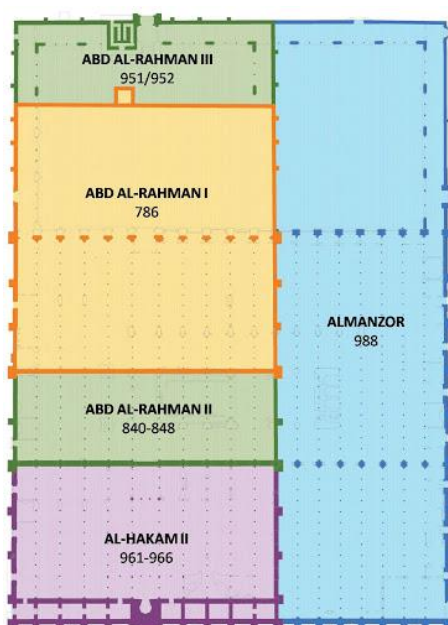 ABD AL-RAHMAN III
951/952
ABD AL-RAHMAN I
786
ALMANZOR
988
ABD AL-RAHMAN II
840-848
AL-HAKAM II
961-966